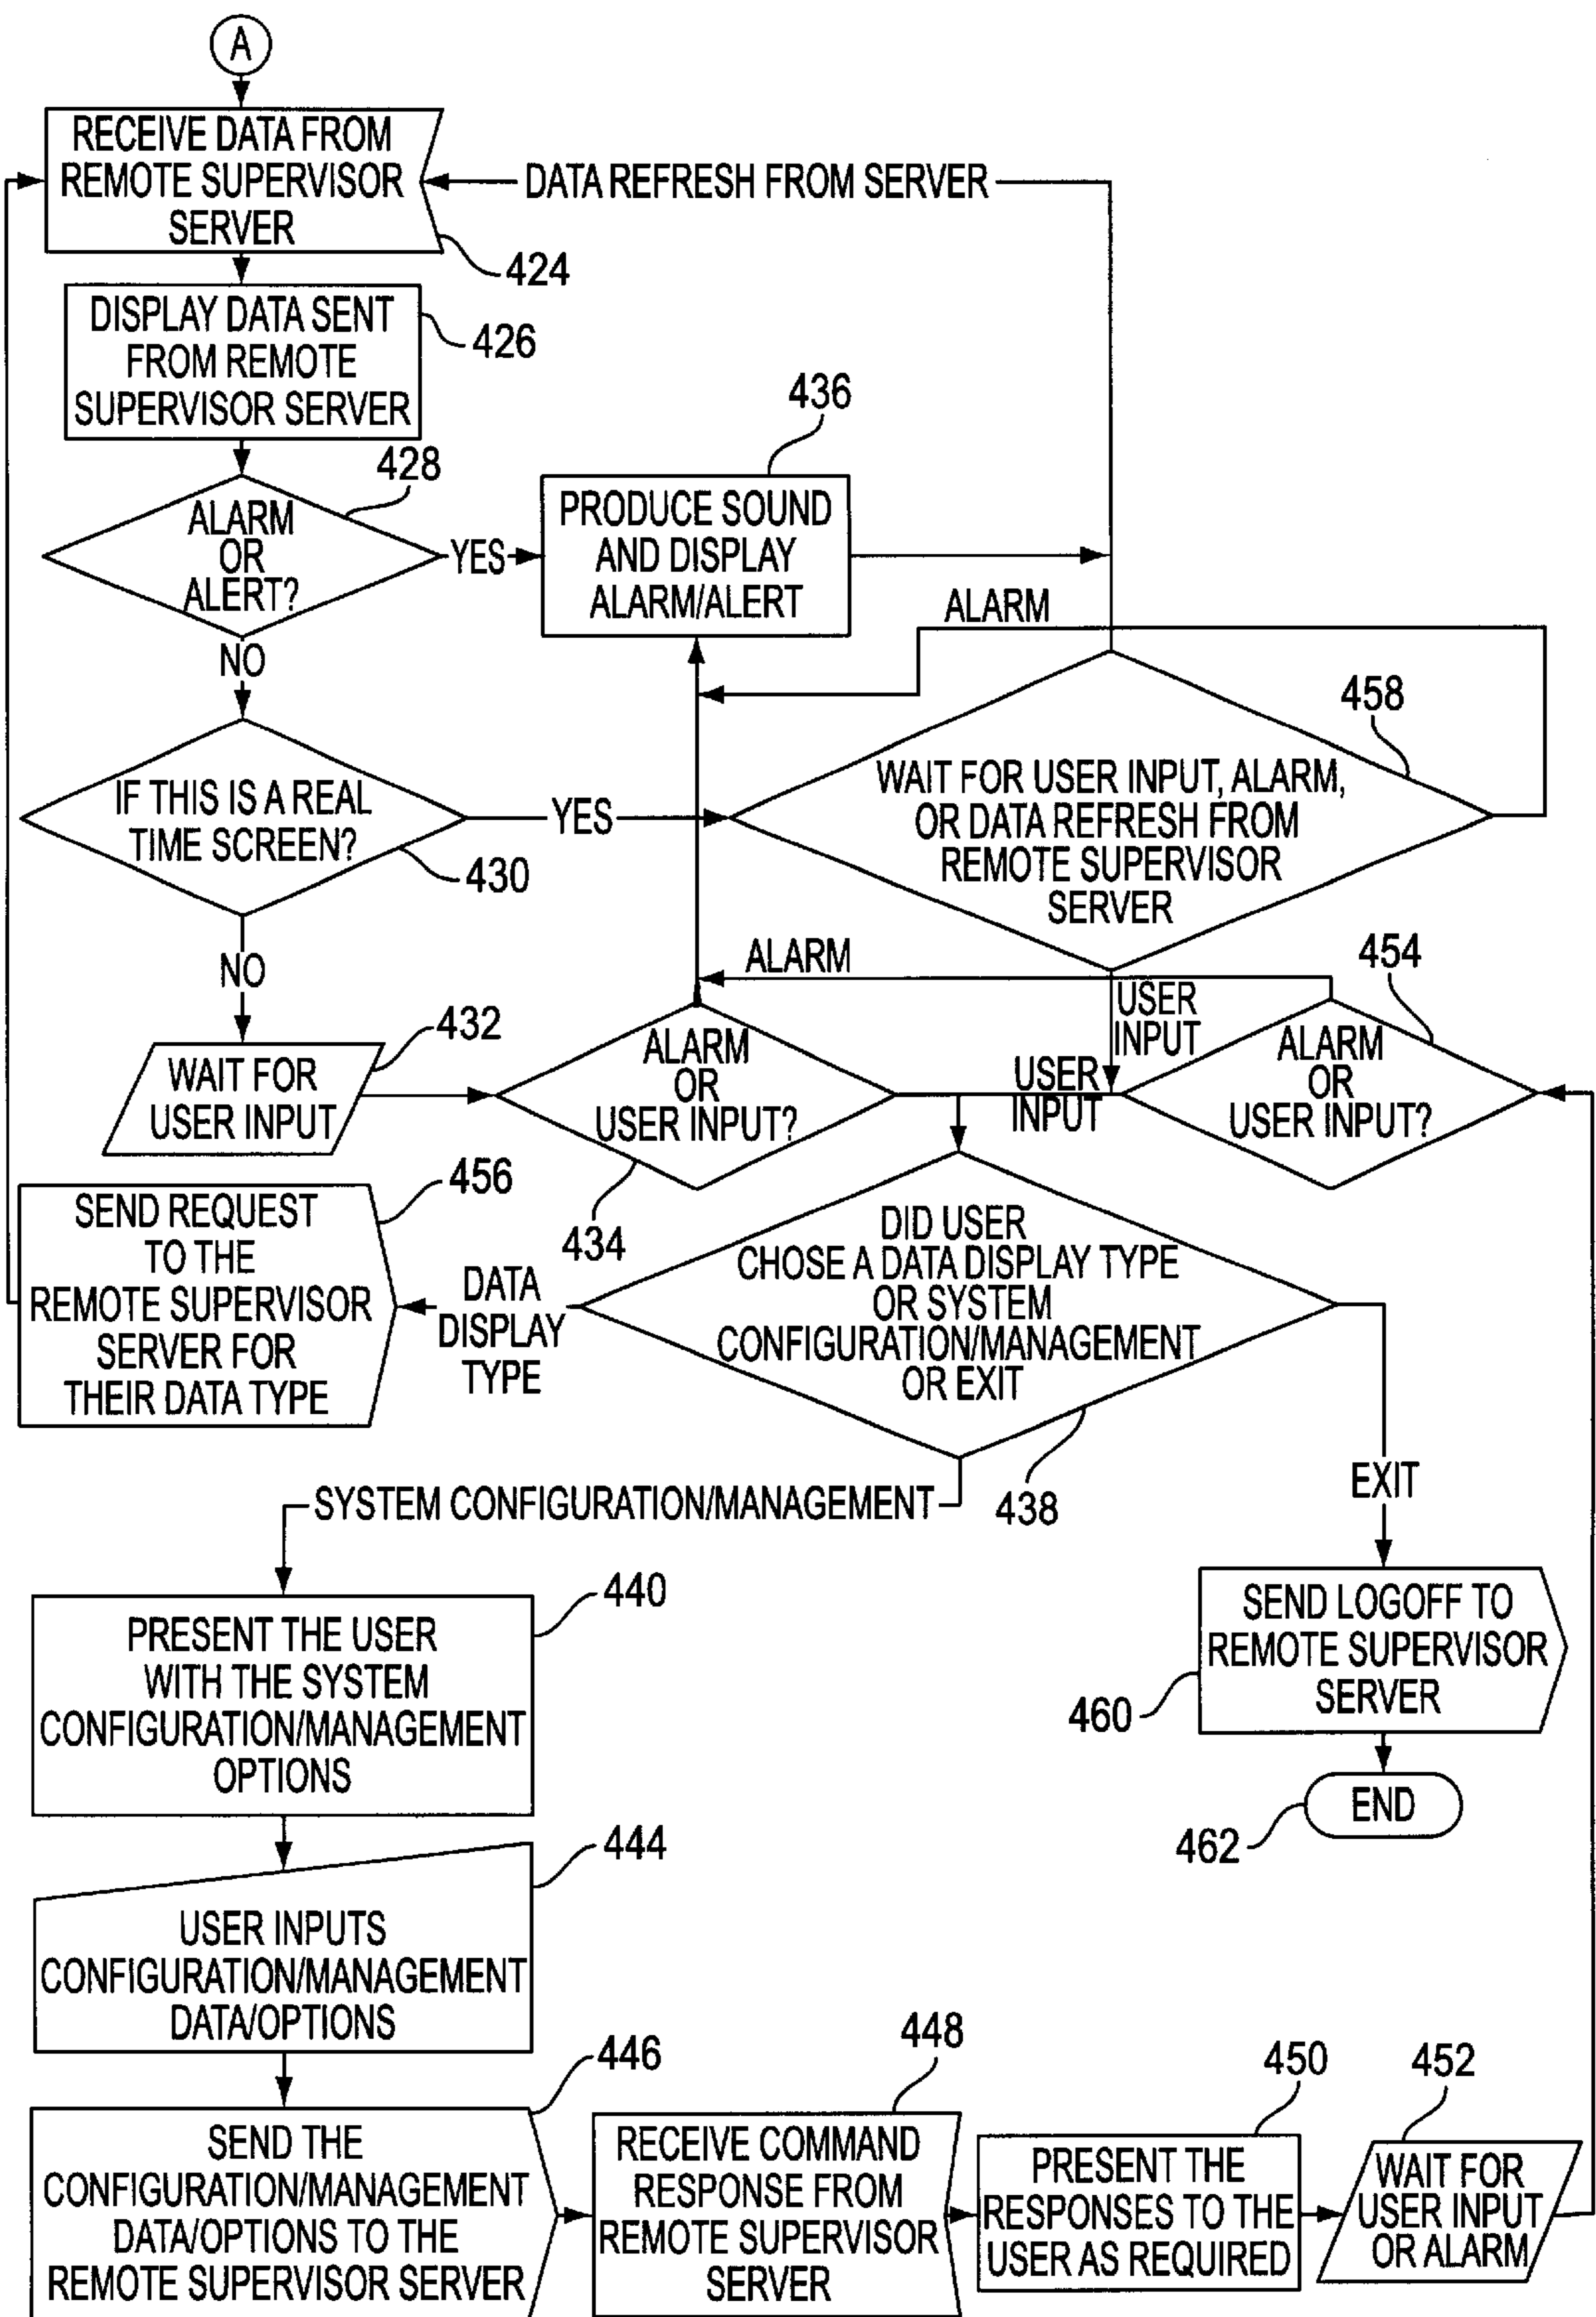 A
RECEIVE DATA FROM
REMOTE SUPERVISOR
SERVER
DATA REFRESH FROM SERVER
424
DISPLAY DATA SENT
FROM REMOTE
SUPERVISOR SERVER
426
428
ALARM
OR
ALERT?
YES
NO
436
PRODUCE SOUND
AND DISPLAY
ALARM/ALERT
ALARM
IF THIS IS A REAL
TIME SCREEN?
430
YES
NO
458
WAIT FOR USER INPUT, ALARM,
OR DATA REFRESH FROM
REMOTE SUPERVISOR
SERVER
ALARM
USER
INPUT
432
WAIT FOR
USER INPUT
ALARM
OR
USER INPUT?
434
USER
INPUT
454
ALARM
OR
USER INPUT?
456
SEND REQUEST
TO THE
REMOTE SUPERVISOR
SERVER FOR
THEIR DATA TYPE
DATA
DISPLAY
TYPE
DID USER
CHOSE A DATA DISPLAY TYPE
OR SYSTEM
CONFIGURATION/MANAGEMENT
OR EXIT
438
SYSTEM CONFIGURATION/MANAGEMENT
EXIT
440
PRESENT THE USER
WITH THE SYSTEM
CONFIGURATION/MANAGEMENT
OPTIONS
SEND LOGOFF TO
REMOTE SUPERVISOR
SERVER
460
END
462
444
USER INPUTS
CONFIGURATION/MANAGEMENT
DATA/OPTIONS
446
SEND THE
CONFIGURATION/MANAGEMENT
DATA/OPTIONS TO THE
REMOTE SUPERVISOR SERVER
448
RECEIVE COMMAND
RESPONSE FROM
REMOTE SUPERVISOR
SERVER
450
PRESENT THE
RESPONSES TO THE
USER AS REQUIRED
452
WAIT FOR
USER INPUT
OR ALARM